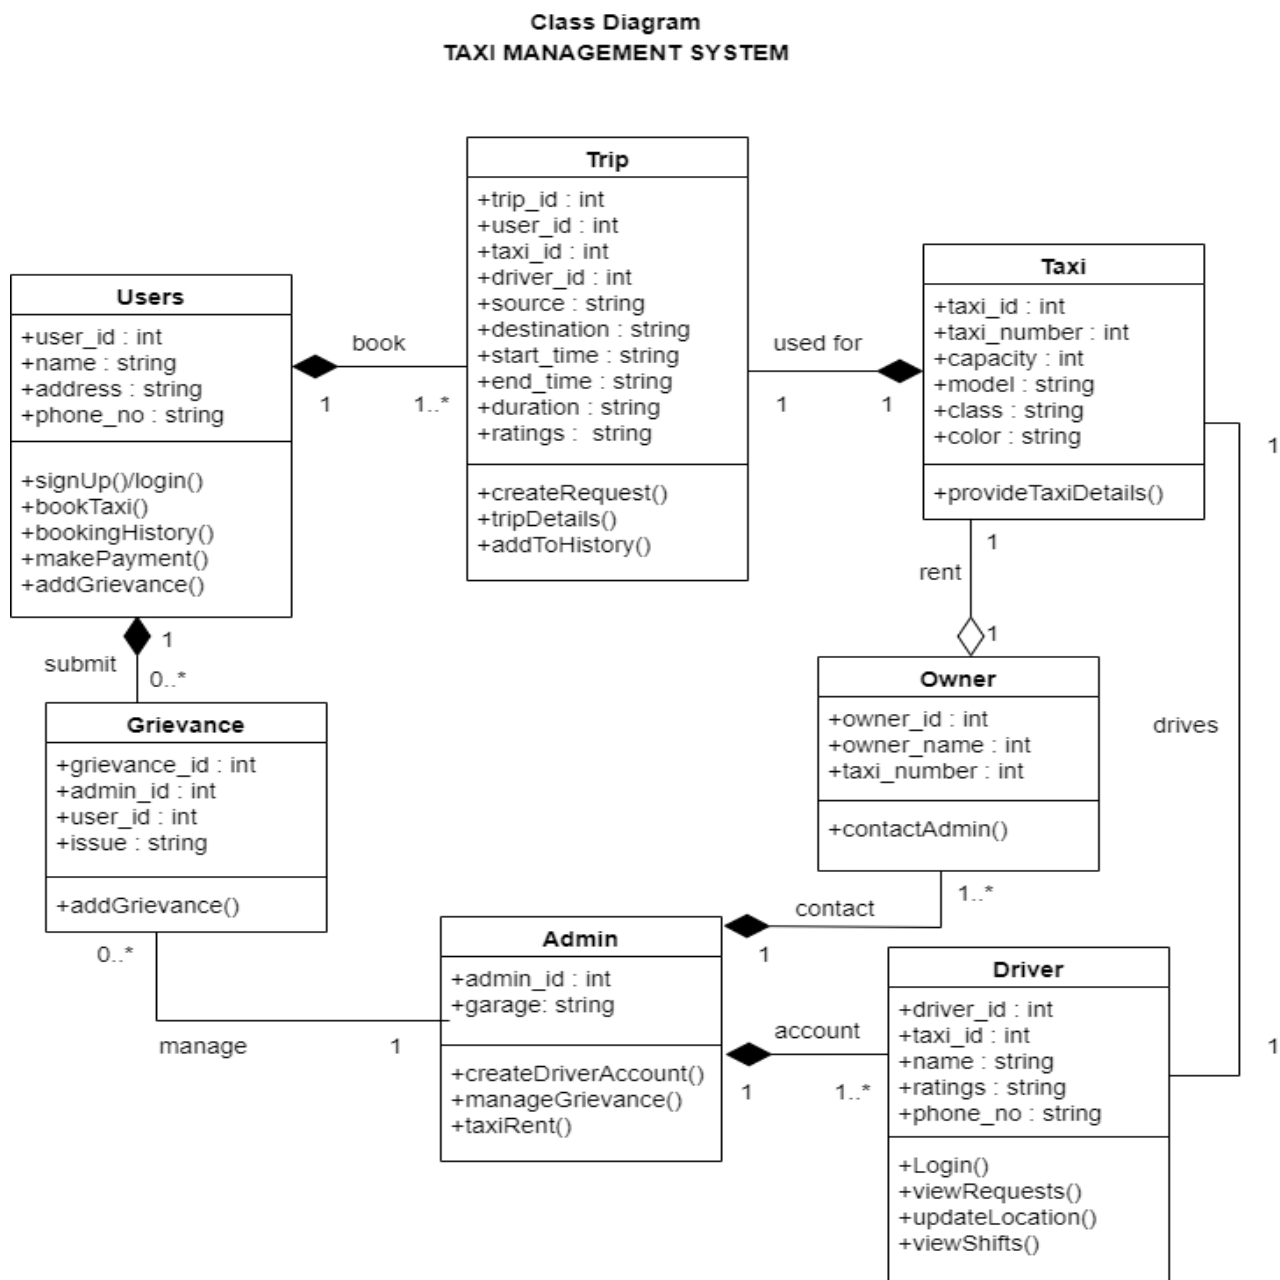 Class Diagram
TAXI MANAGEMENT SYSTEM
Trip
+trip_id : int
+user_id : int
+taxi_id : int
+driver_id : int
+source : string
+destination : string
+start_time : string
+end_time : string
+duration : string
+ratings :  string
+createRequest()
+tripDetails()
+addToHistory()
Users
+user_id : int
+name : string
+address : string
+phone_no : string
+signUp()/login()
+bookTaxi()
+bookingHistory()
+makePayment()
+addGrievance()
book
1
1..*
used for
1
1
Taxi
+taxi_id : int
+taxi_number : int
+capacity : int
+model : string
+class : string
+color : string
+provideTaxiDetails()
1
1
rent
1
submit
1
0..*
Owner
+owner_id : int
+owner_name : int
+taxi_number : int
+contactAdmin()
drives
Grievance
+grievance_id : int
+admin_id : int
+user_id : int
+issue : string
+addGrievance()
0..*
manage
1
contact
1
1..*
Admin
+admin_id : int
+garage: string
+createDriverAccount()
+manageGrievance()
+taxiRent()
account
1
1..*
Driver
+driver_id : int
+taxi_id : int
+name : string
+ratings : string
+phone_no : string
+Login()
+viewRequests()
+updateLocation()
+viewShifts()
1